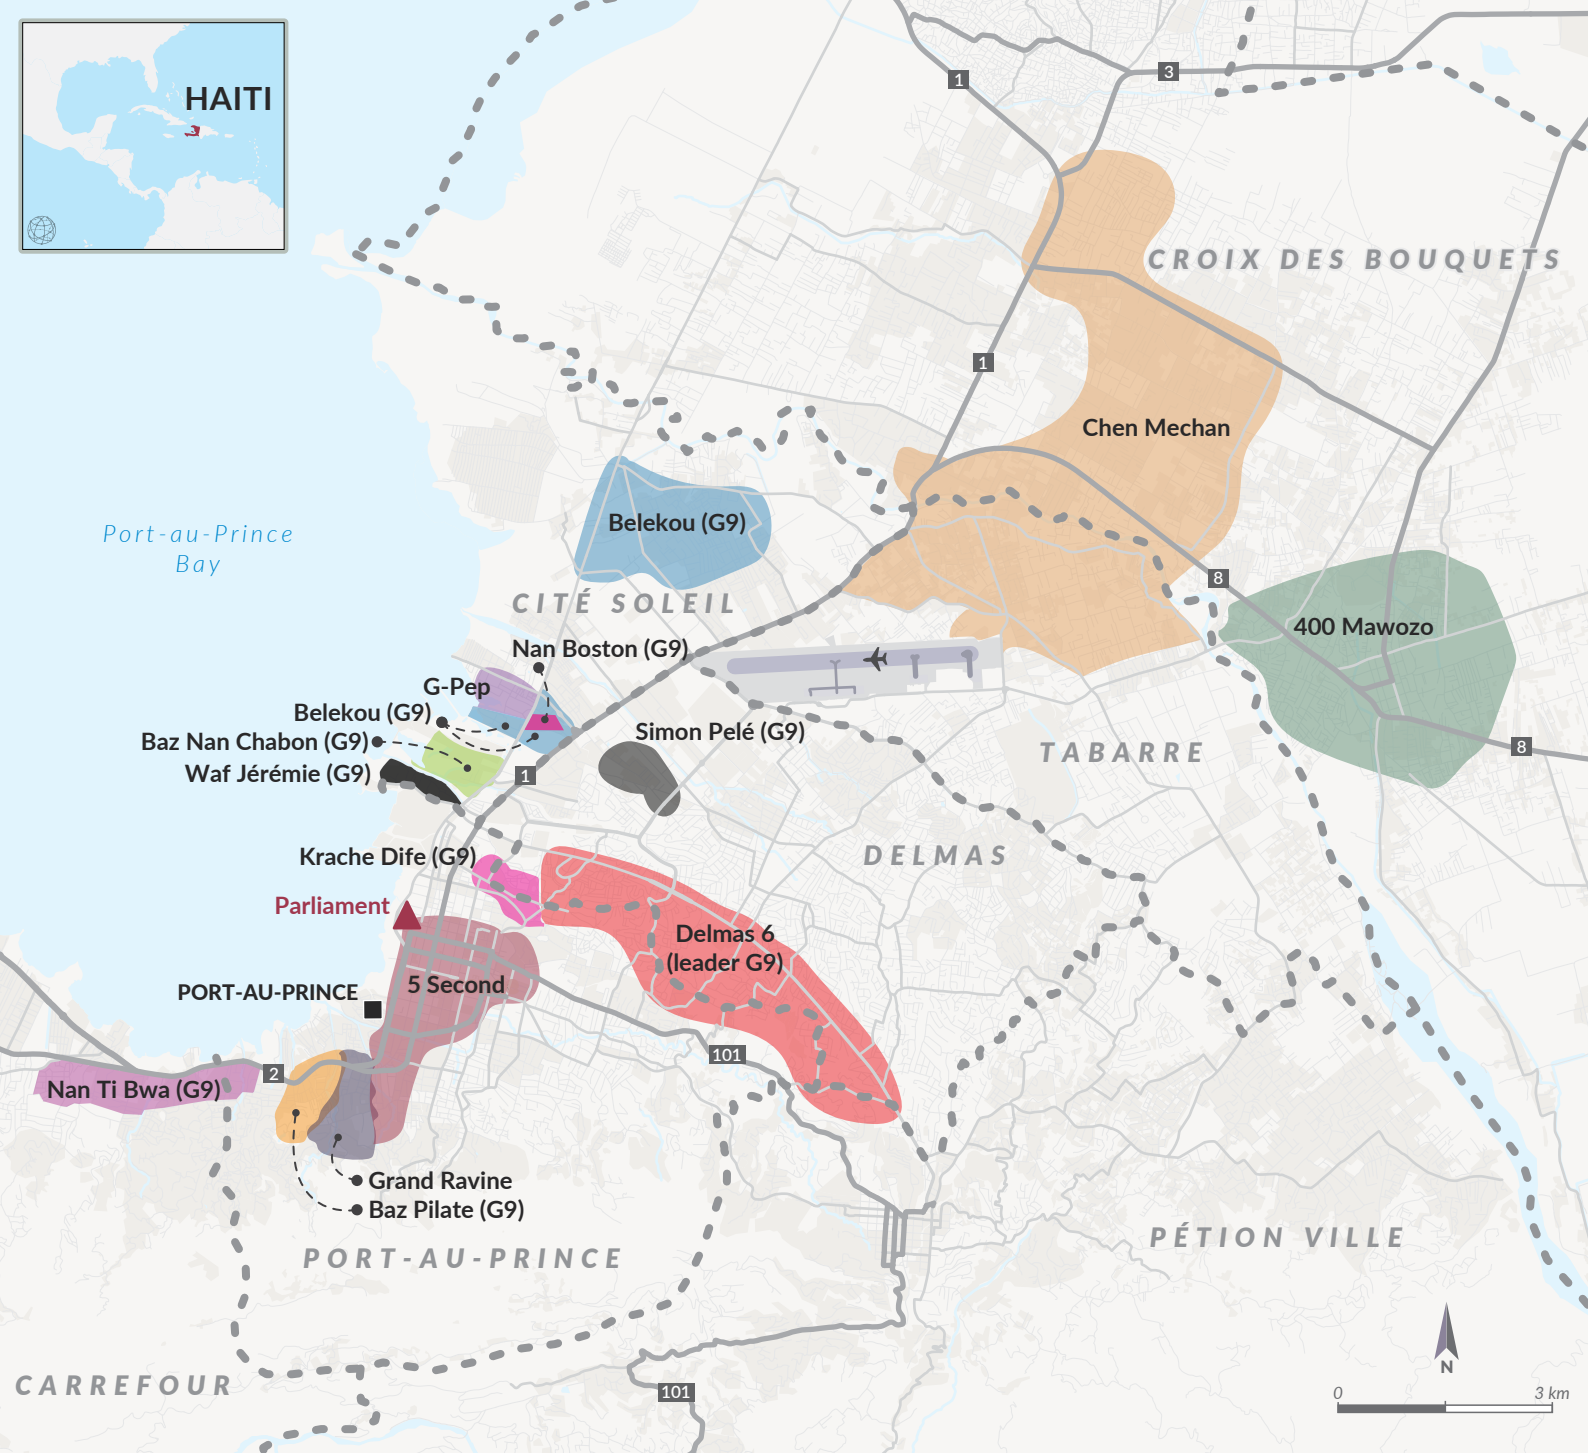 HAITI
1
3
CROIX DES BOUQUETS
1
Chen Mechan
Belekou (G9)
Port-au-Prince
Bay
8
CITÉ SOLEIL
400 Mawozo
Nan Boston (G9)
G-Pep
Belekou (G9)
Baz Nan Chabon (G9)
Waf Jérémie (G9)
1
Simon Pelé (G9)
TABARRE
8
Krache Dife (G9)
DELMAS
Parliament
Delmas 6
(leader G9)
5 Second
PORT-AU-PRINCE
101
2
Nan Ti Bwa (G9)
Grand Ravine
Baz Pilate (G9)
PORT-AU-PRINCE
PÉTION VILLE
CARREFOUR
101
N
0
3 km